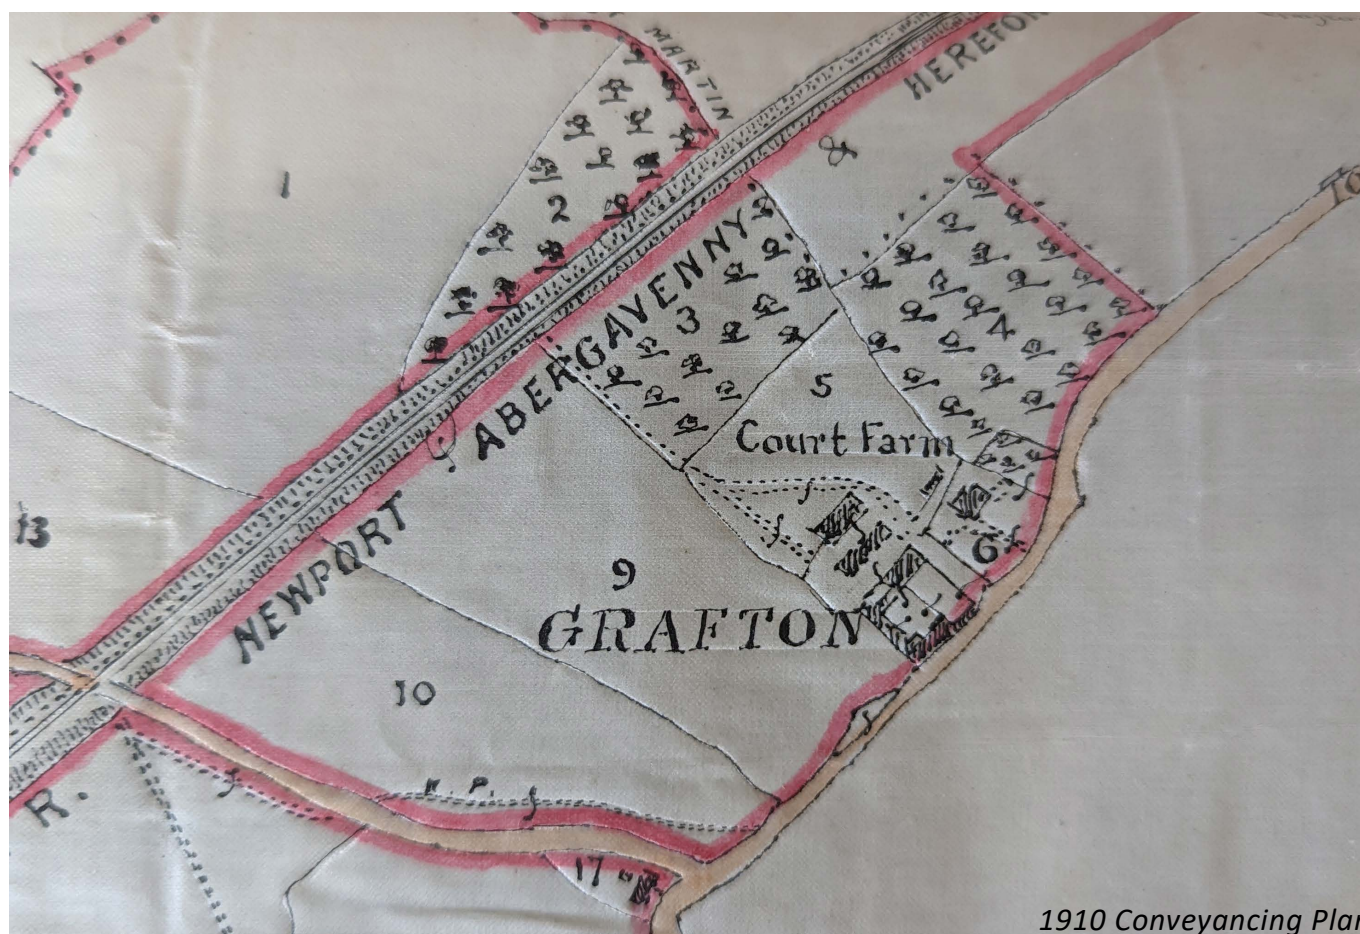 MARTIN
HEREFOR
1
8
2
ABERGAVENNY
3
4
5
Court Farm
13
NEWPORT
6
9
GRAFTON
10
R.
F. P.
17
1910 Conveyancing Plan